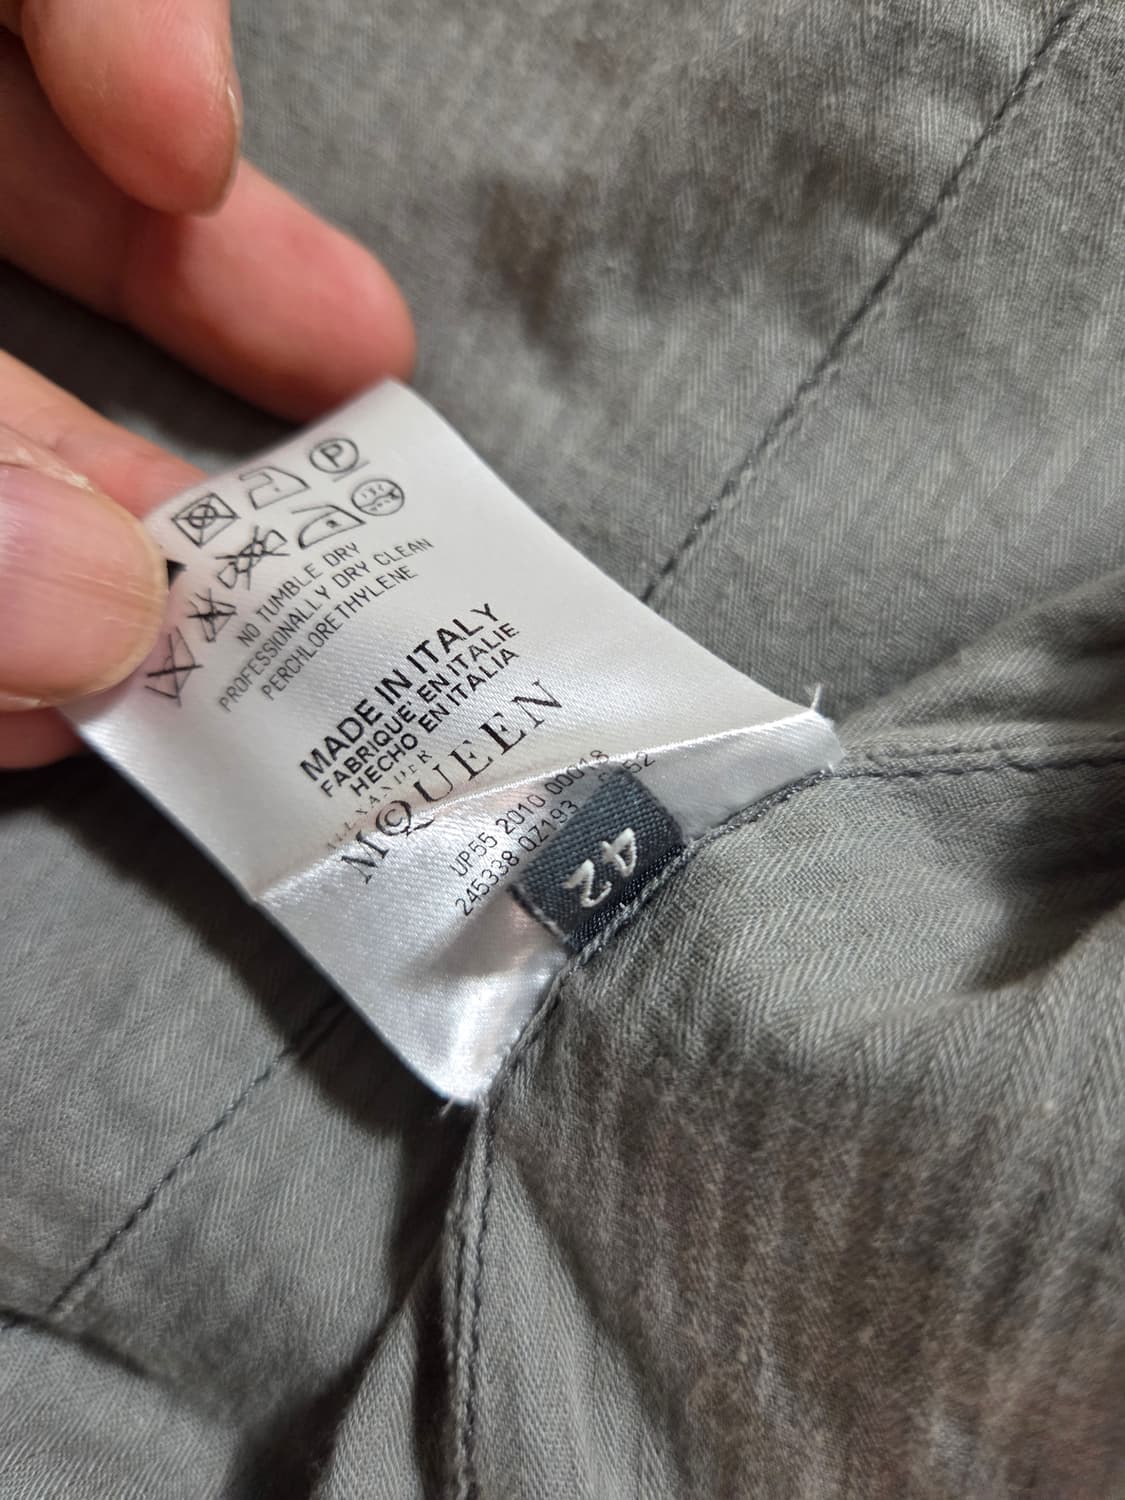 P
NO TUMBLE DRY
PROFESSIONALLY DRY CLEAN
PERCHLORETHYLENE
MADE IN ITALY
FABRIQUE' EN ITALIE
HECHO EN ITALIA
ALEXANDER
MCQUEEN
UP55 2010 00018
245338 0Z193
42